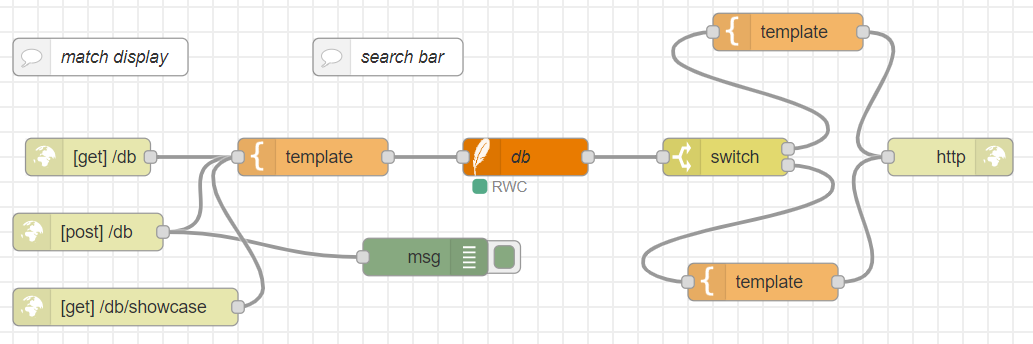 template
match display
search bar
[get] /db
template
db
switch
http
RWC
[post] /db
msg
template
[get] /db/showcase